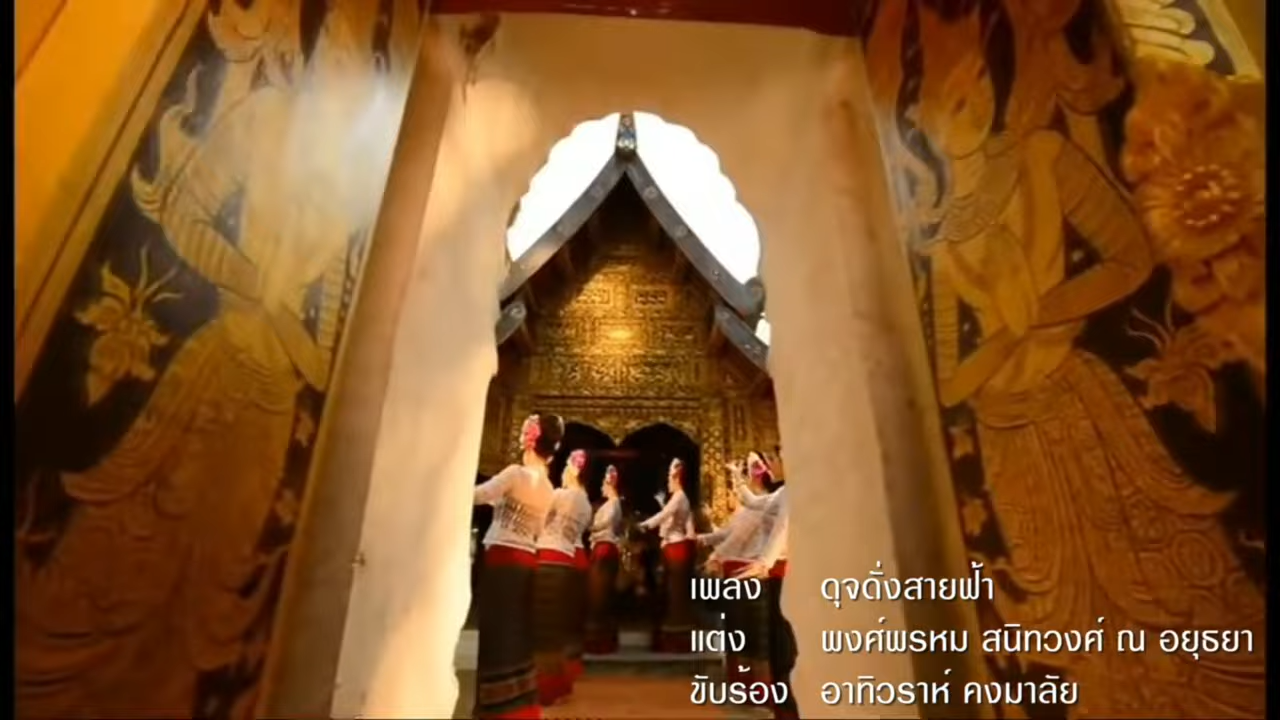 เพลง ดุจดั่งสายฟ้า
แต่ง พงศ์พรหม สนิทวงศ์ ณ อยุธยา
ขับร้อง อาทิวราห์ คงมาลัย